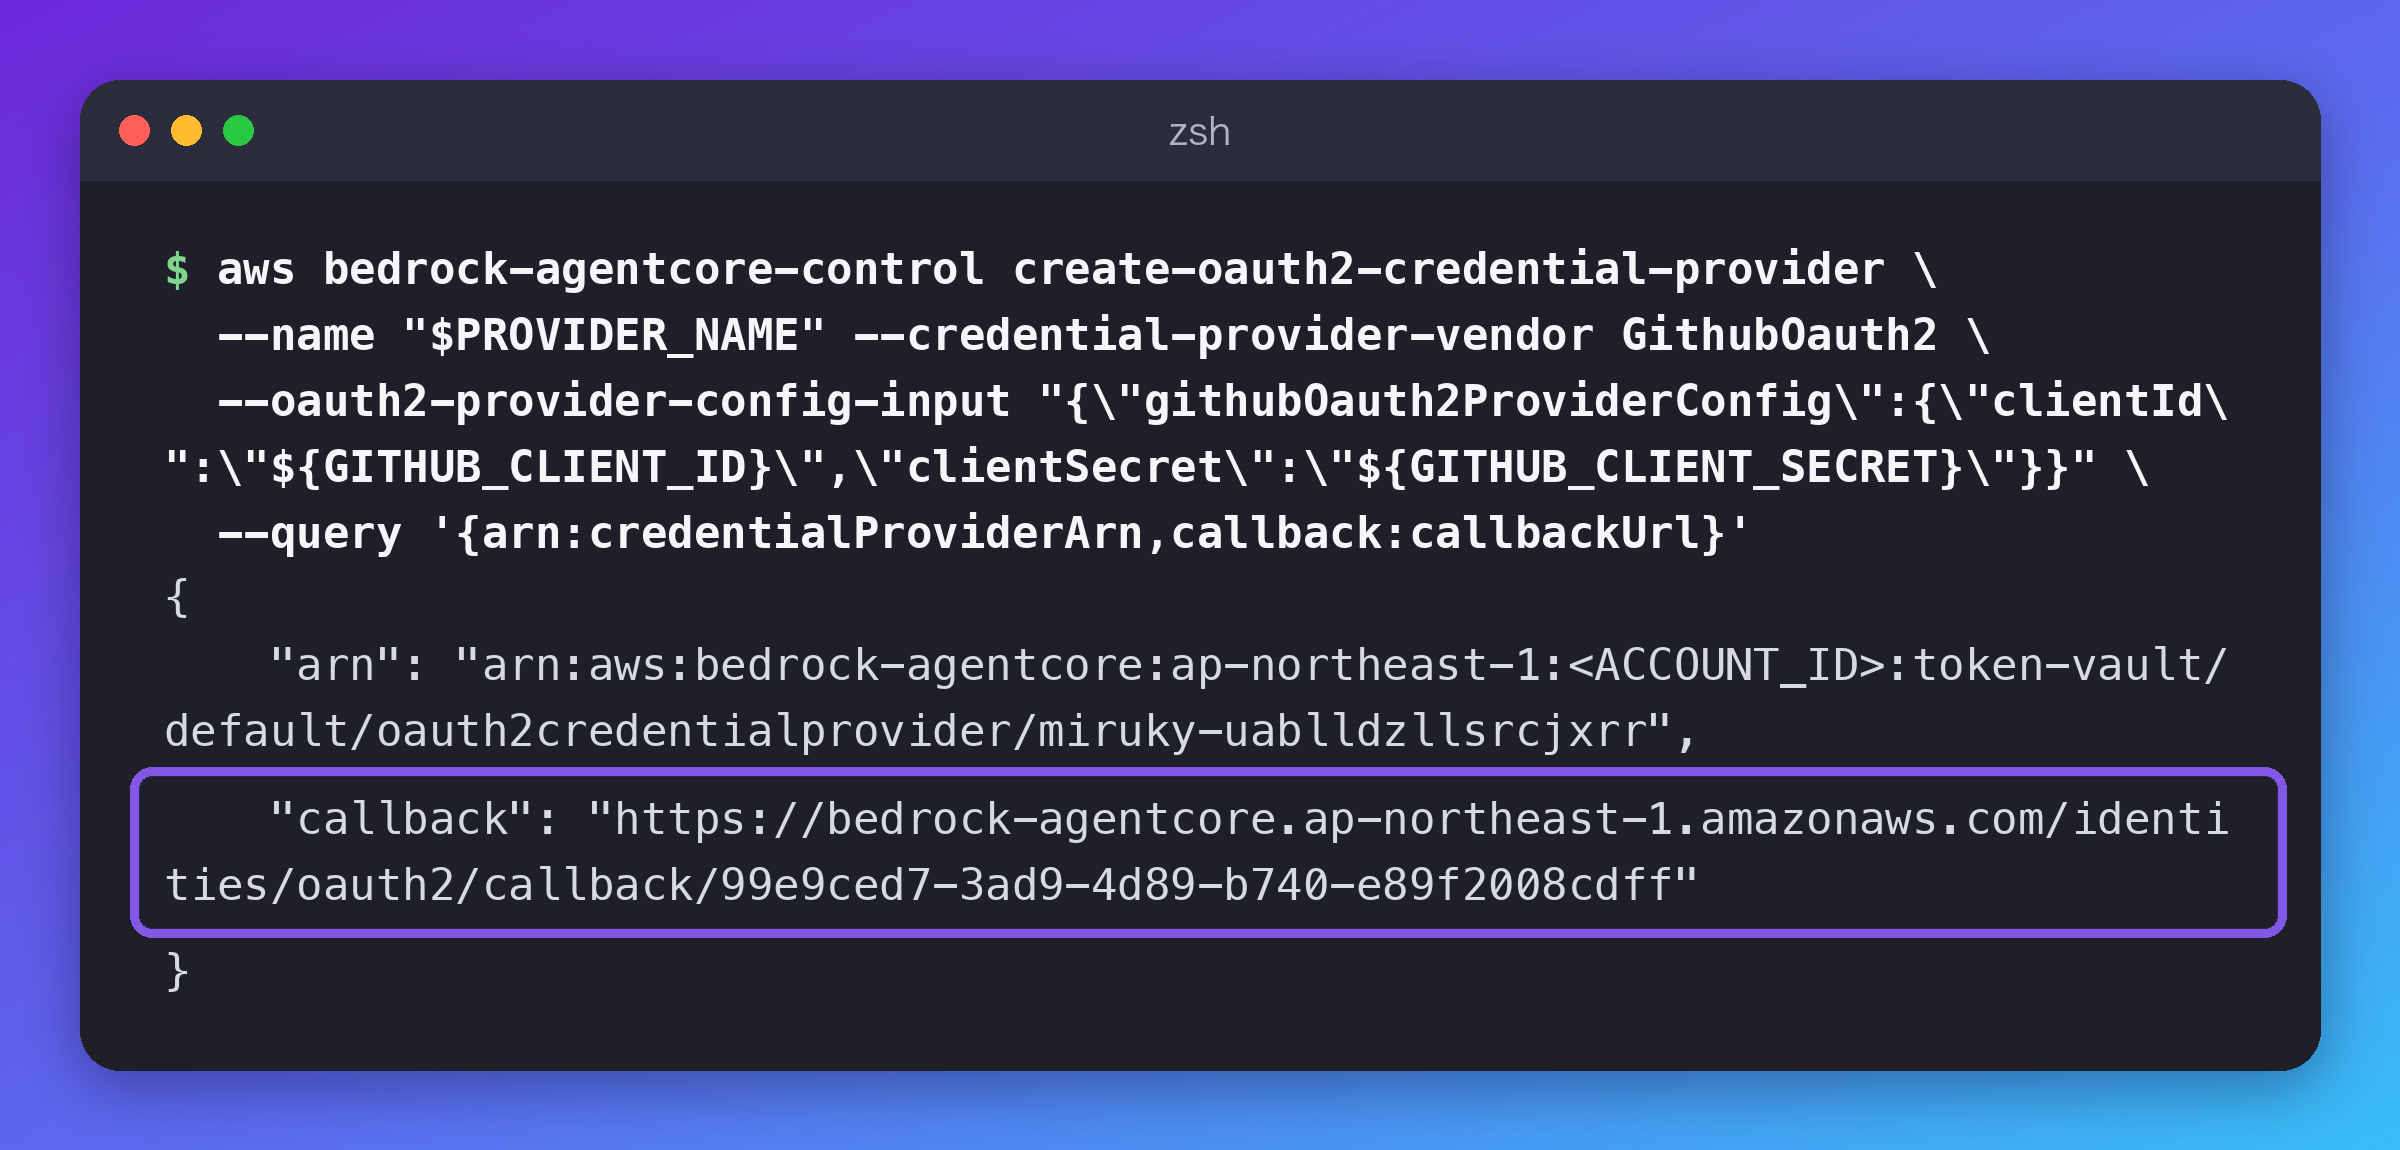 zsh
$ aws bedrock-agentcore-control create-oauth2-credential-provider \
  --name "$PROVIDER_NAME" --credential-provider-vendor GithubOauth2 \
  --oauth2-provider-config-input "{\"githubOauth2ProviderConfig\":{\"clientId\
":\"${GITHUB_CLIENT_ID}\",\"clientSecret\":\"${GITHUB_CLIENT_SECRET}\"}}" \
  --query '{arn:credentialProviderArn,callback:callbackUrl}'
{
    "arn": "arn:aws:bedrock-agentcore:ap-northeast-1:<ACCOUNT_ID>:token-vault/
default/oauth2credentialprovider/miruky-uablldzllsrcjxrr",
    "callback": "https://bedrock-agentcore.ap-northeast-1.amazonaws.com/identi
ties/oauth2/callback/99e9ced7-3ad9-4d89-b740-e89f2008cdff"
}